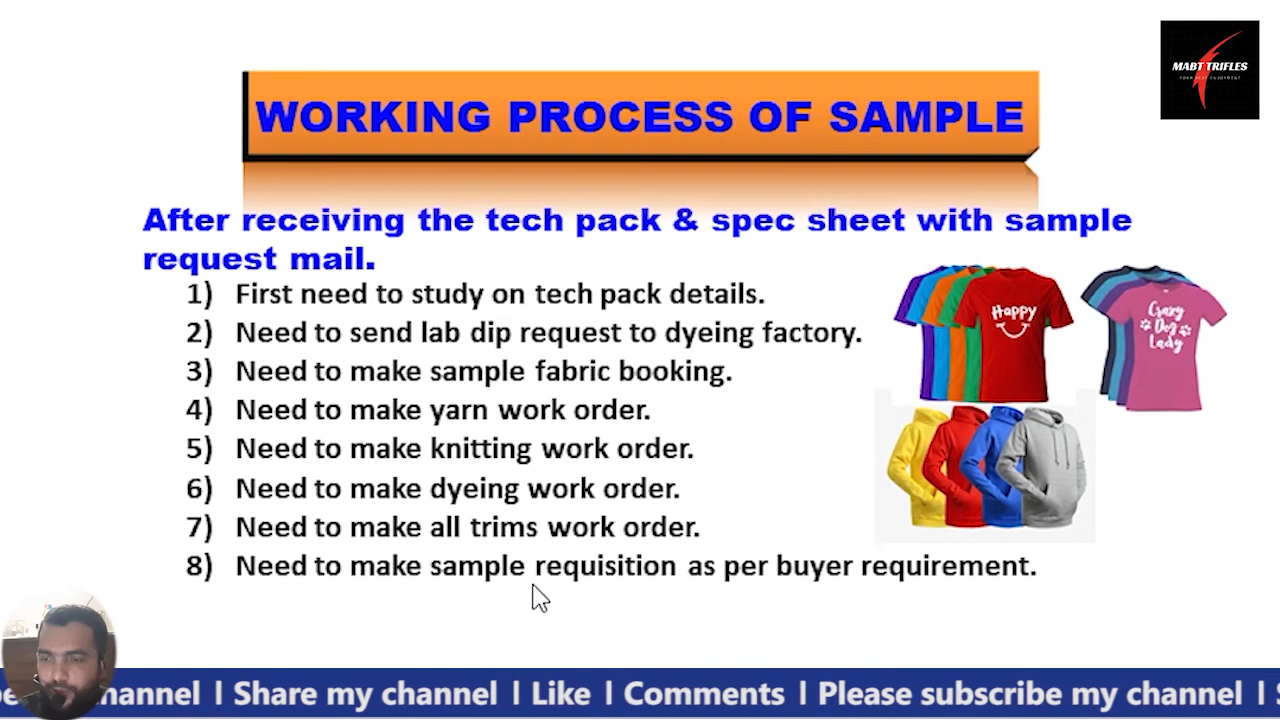 MABT TRIFLES
WORKING PROCESS OF SAMPLE
After receiving the tech pack & spec sheet with sample
request mail.
1) First need to study on tech pack details.
2) Need to send lab dip request to dyeing factory.
3) Need to make sample fabric booking.
4) Need to make yarn work order.
5) Need to make knitting work order.
6) Need to make dyeing work order.
7) Need to make all trims work order.
8) Need to make sample requisition as per buyer requirement.
Happy
Crazy
Dog
Lady
hannel l Share my channel l Like l Comments l Please subscribe my channel l S